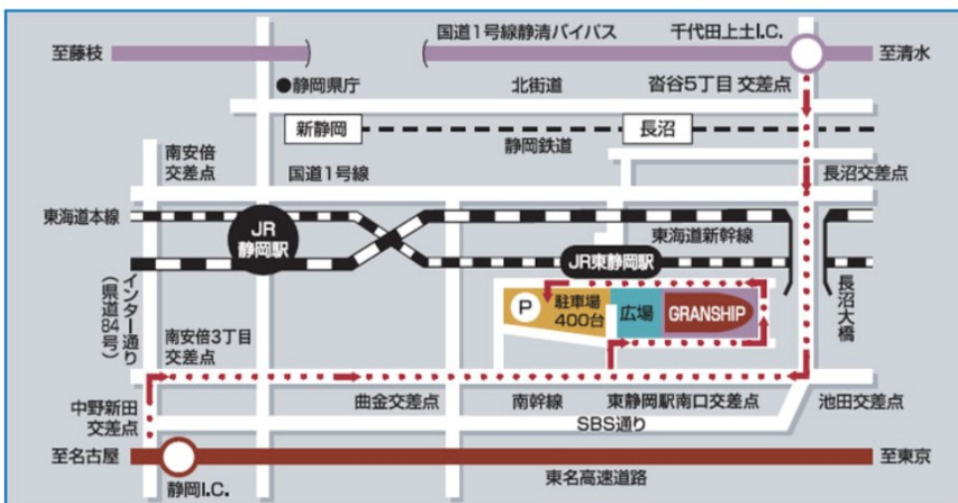 国道1号線静清バイパス
千代田上土I.C.
至藤枝
至清水
●静岡県庁
北街道
沓谷5丁目 交差点
新静岡
長沼
静岡鉄道
南安倍
交差点
国道1号線
長沼交差点
東海道本線
JR
静岡駅
東海道新幹線
JR東静岡駅
インター通り
(県道84号)
P
駐車場
400台
広場
GRANSHIP
長沼大橋
南安倍3丁目
交差点
中野新田
交差点
曲金交差点
南幹線
東静岡駅南口交差点
池田交差点
SBS通り
至名古屋
至東京
静岡I.C.
東名高速道路